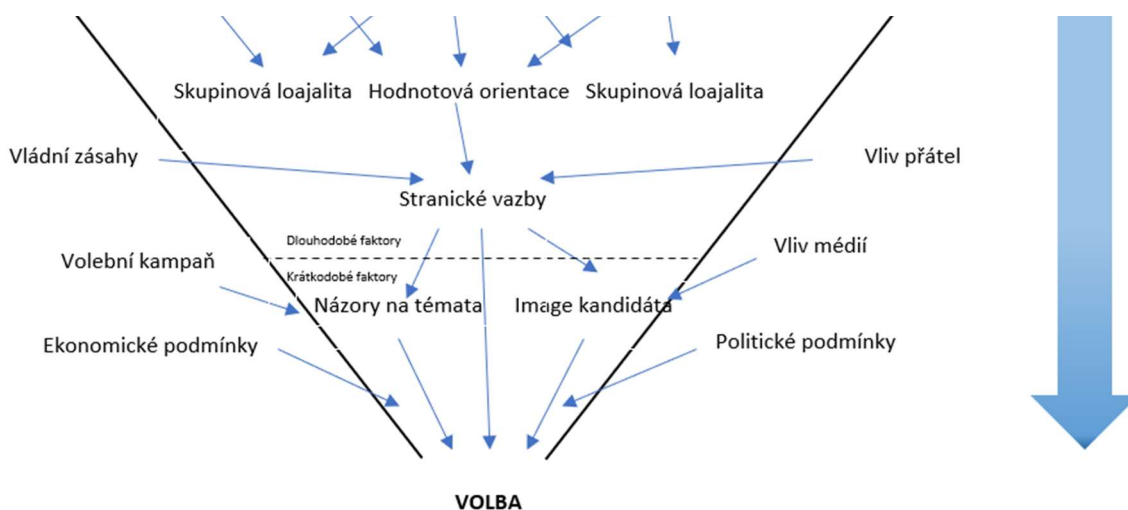 Skupinová loajalita Hodnotová orientace Skupinová loajalita
Vládní zásahy
Vliv přátel
Stranické vazby
Dlouhodobé faktory
Vliv médií
Volební kampaň
Krátkodobé faktory
Názory na témata
Image kandidáta
Ekonomické podmínky
Politické podmínky
VOLBA